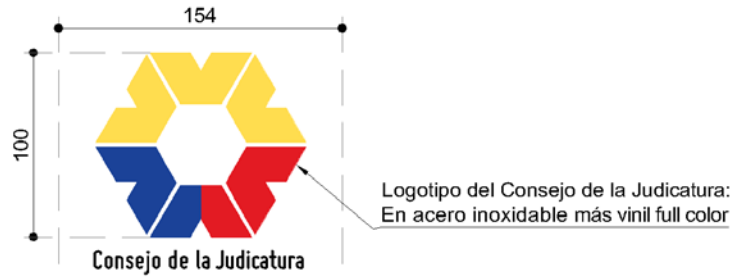 154
100
Logotipo del Consejo de la Judicatura:
En acero inoxidable más vinil full color
Consejo de la Judicatura